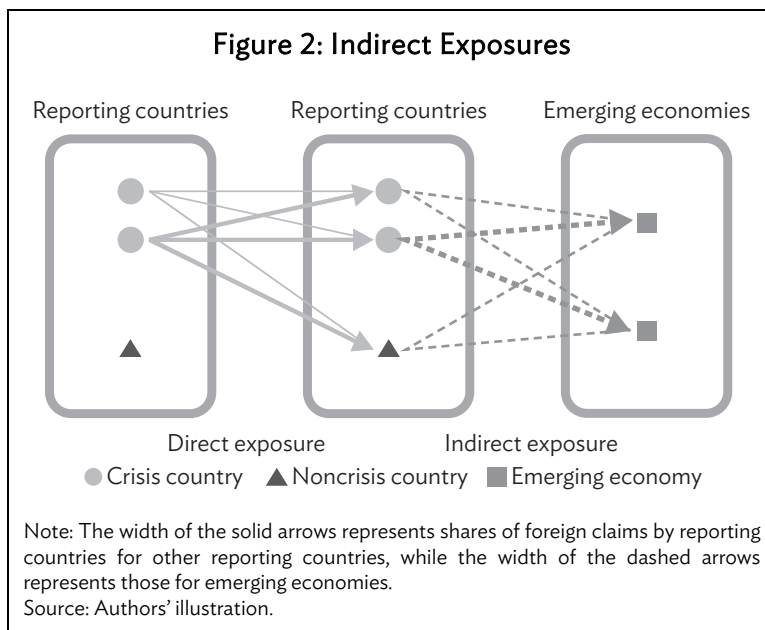 Figure 2: Indirect Exposures
Reporting countries
Reporting countries
Emerging economies
Direct exposure
Indirect exposure
Crisis country
Noncrisis country
Emerging economy
Note: The width of the solid arrows represents shares of foreign claims by reporting
countries for other reporting countries, while the width of the dashed arrows
represents those for emerging economies.
Source: Authors’ illustration.